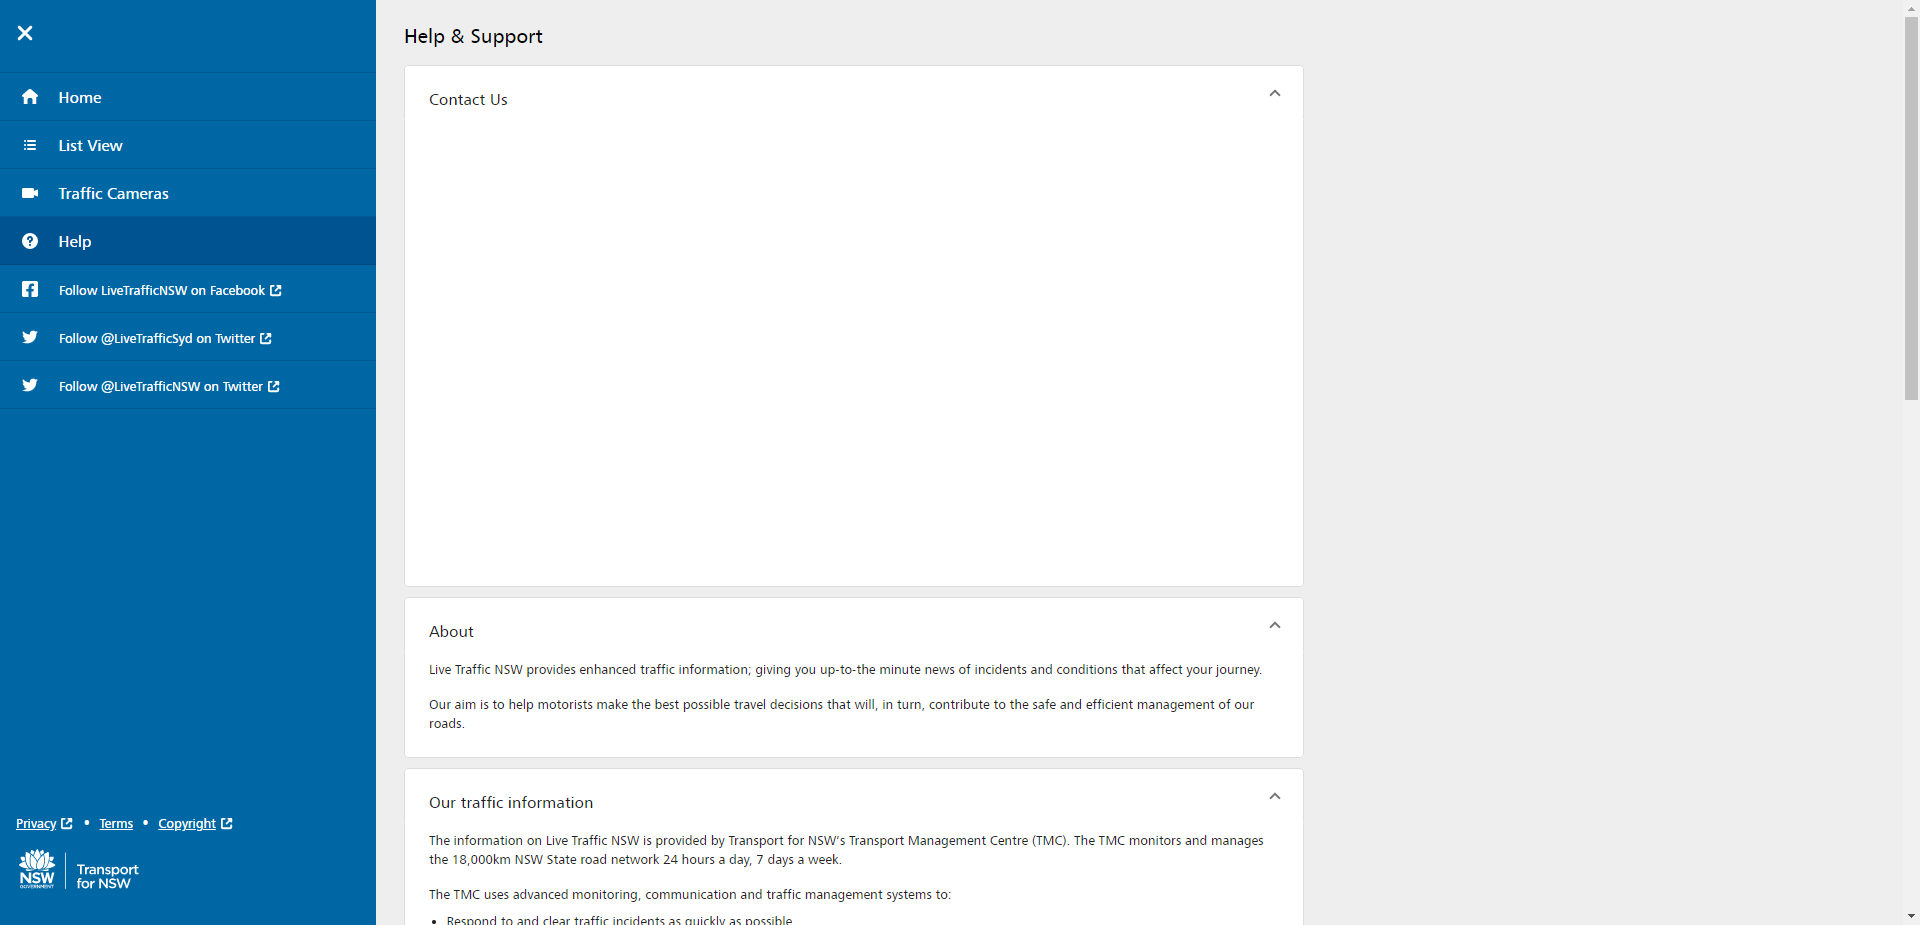 Help & Support
Home
List View
Traffic Cameras
Help
Follow LiveTrafficNSW on Facebook
Follow @LiveTrafficSyd on Twitter
Follow @LiveTrafficNSW on Twitter
Privacy • Terms • Copyright
NSW
GOVERNMENT
Transport
for NSW
Contact Us
About
Live Traffic NSW provides enhanced traffic information; giving you up-to-the minute news of incidents and conditions that affect your journey.
Our aim is to help motorists make the best possible travel decisions that will, in turn, contribute to the safe and efficient management of our
roads.
Our traffic information
The information on Live Traffic NSW is provided by Transport for NSW’s Transport Management Centre (TMC). The TMC monitors and manages
the 18,000km NSW State road network 24 hours a day, 7 days a week.
The TMC uses advanced monitoring, communication and traffic management systems to:
• Respond to and clear traffic incidents as quickly as possible